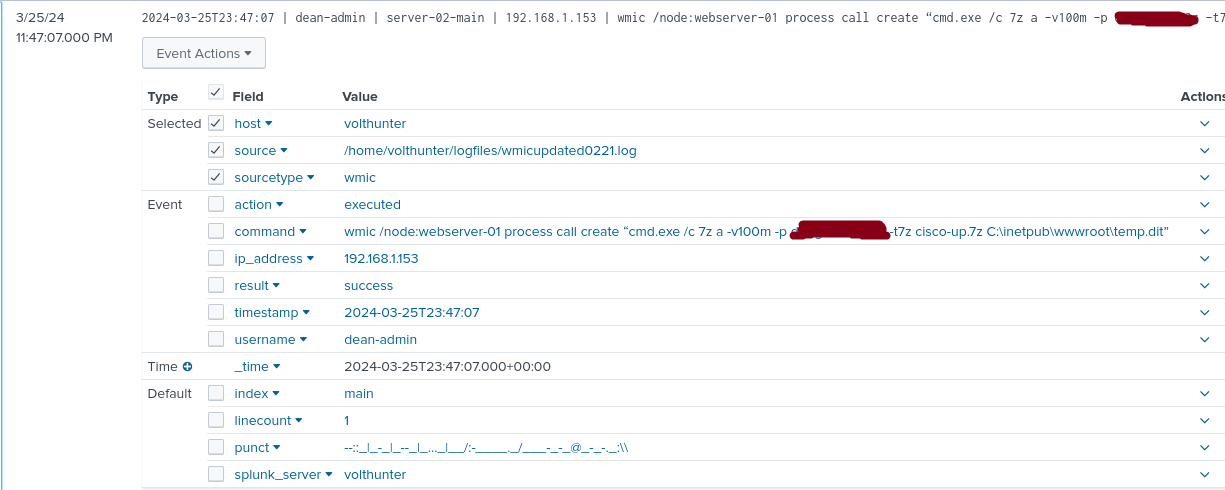 3/25/24
11:47:07.000 PM
2024-03-25T23:47:07 | dean-admin | server-02-main | 192.168.1.153 | wmic /node:webserver-01 process call create “cmd.exe /c 7z a -v100m -p -t7
Event Actions
Type Field Value Actions
Selected host volthunter
source /home/volthunter/logfiles/wmicupdated0221.log
sourcetype wmic
Event action executed
command wmic /node:webserver-01 process call create “cmd.exe /c 7z a -v100m -p -t7z cisco-up.7z C:\inetpub\wwwroot\temp.dit”
ip_address 192.168.1.153
result success
timestamp 2024-03-25T23:47:07
username dean-admin
Time _time 2024-03-25T23:47:07.000+00:00
Default index main
linecount 1
punct --::_|_-_|_--_|_..._|__/:-_____._/____-_-_@_-_-._:\\
splunk_server volthunter